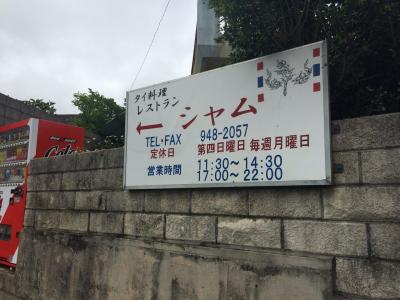 タイ料理
レストラン
← シャム
TEL・FAX 948-2057
定休日 第四日曜日 毎週月曜日
営業時間 11:30～14:30
17:00～22:00